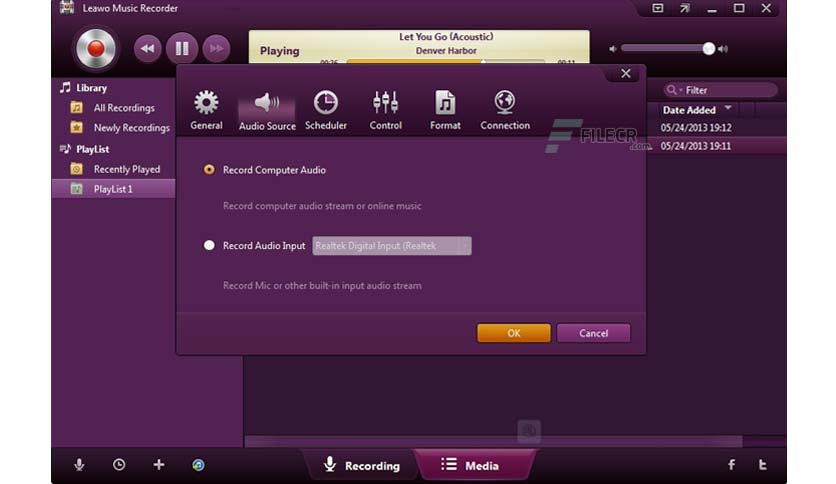 Leawo Music Recorder
Let You Go (Acoustic)
Playing
Denver Harbor
00:26
00:11
Library
All Recordings
Newly Recordings
PlayList
Recently Played
PlayList 1
General
Audio Source
Scheduler
Control
Format
Connection
Filter
Date Added
05/24/2013 19:12
05/24/2013 19:11
FILECR
.com
Record Computer Audio
Record computer audio stream or online music
Record Audio Input
Realtek Digital Input (Realtek
Record Mic or other built-in input audio stream
OK
Cancel
Recording
Media